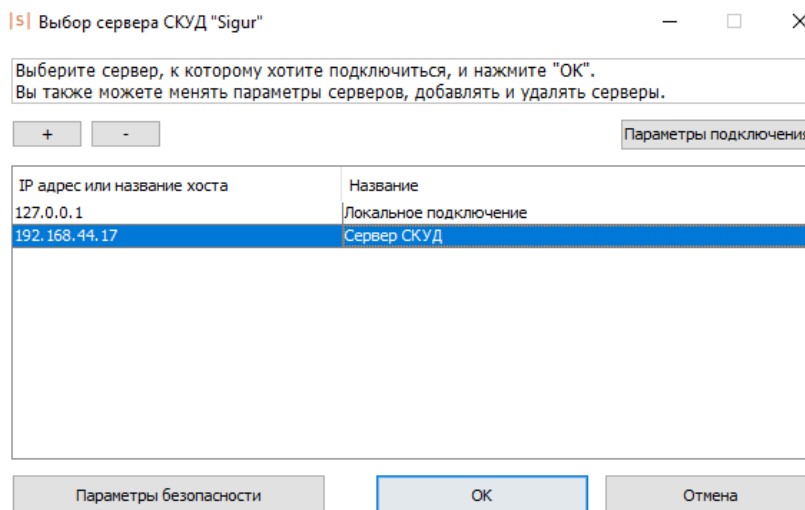 |S| Выбор сервера СКУД "Sigur"
Выберите сервер, к которому хотите подключиться, и нажмите "ОК".
Вы также можете менять параметры серверов, добавлять и удалять серверы.
+ - Параметры подключения
IP адрес или название хоста Название
127.0.0.1 Локальное подключение
192.168.44.17 Сервер СКУД
Параметры безопасности ОК Отмена